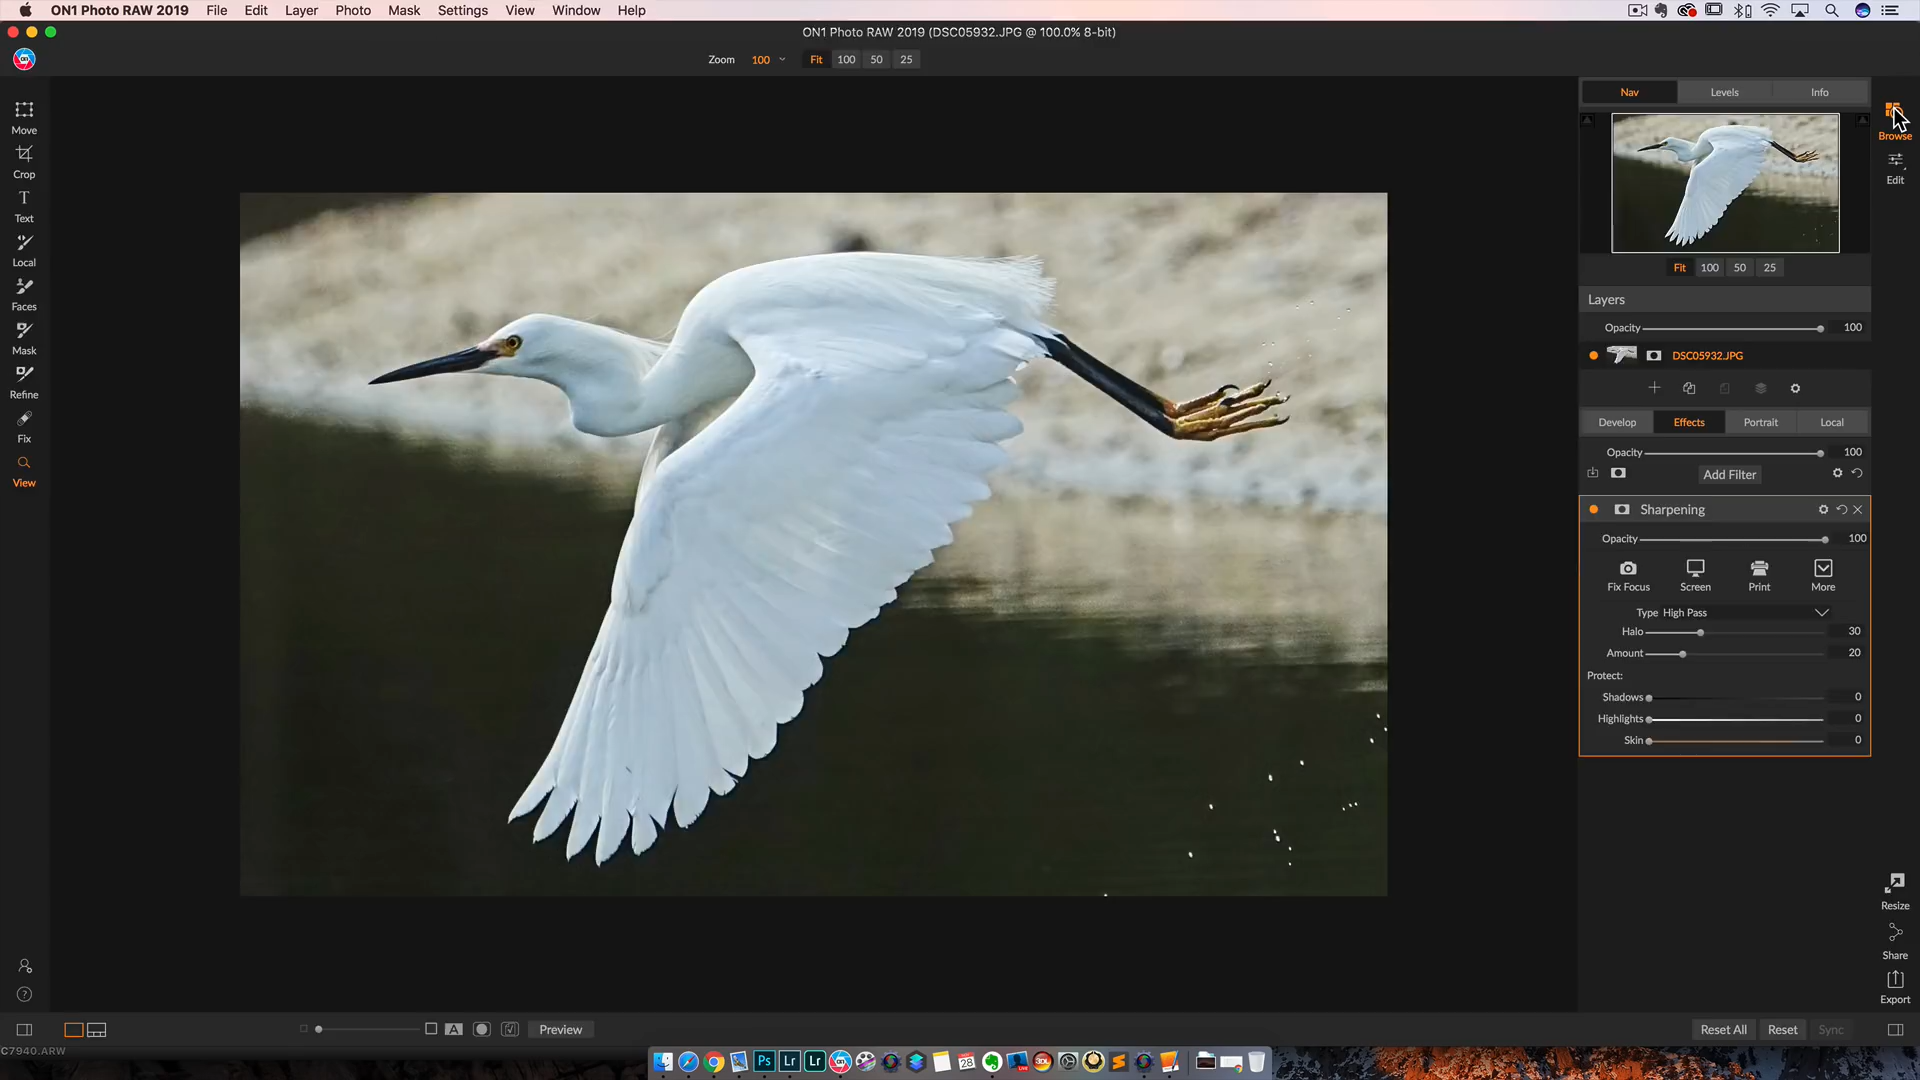 ON1 Photo RAW 2019 File Edit Layer Photo Mask Settings View Window Help
ON1 Photo RAW 2019 (DSC05932.JPG @ 100.0% 8-bit)
Zoom 100 Fit 100 50 25
Move
Crop
Text
Local
Faces
Mask
Refine
Fix
View
Nav Levels Info
Browse
Edit
Fit 100 50 25
Layers
Opacity 100
DSC05932.JPG
Develop Effects Portrait Local
Opacity 100
Add Filter
Sharpening
Opacity 100
Fix Focus Screen Print More
Type High Pass
Halo 30
Amount 20
Protect:
Shadows 0
Highlights 0
Skin 0
Resize
Share
Export
A Preview
Reset All Reset Sync
C7940.ARW
Ps Lr Lr 28